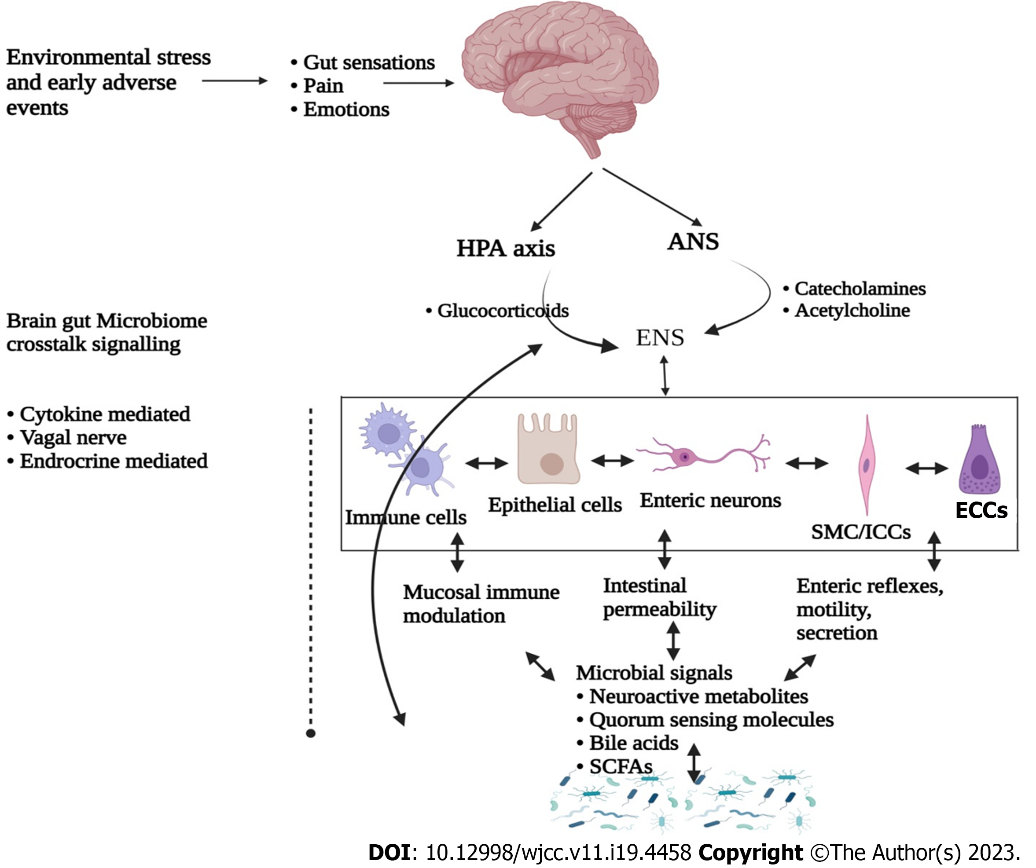 Environmental stress
and early adverse
events
• Gut sensations
• Pain
• Emotions
HPA axis
ANS
• Glucocorticoids
• Catecholamines
• Acetylcholine
ENS
Brain gut Microbiome
crosstalk signalling
• Cytokine mediated
• Vagal nerve
• Endrocrine mediated
Immune cells
Epithelial cells
Enteric neurons
SMC/ICCs
ECCs
Mucosal immune
modulation
Intestinal
permeability
Enteric reflexes,
motility,
secretion
Microbial signals
• Neuroactive metabolites
• Quorum sensing molecules
• Bile acids
• SCFAs
DOI: 10.12998/wjcc.v11.i19.4458 Copyright ©The Author(s) 2023.